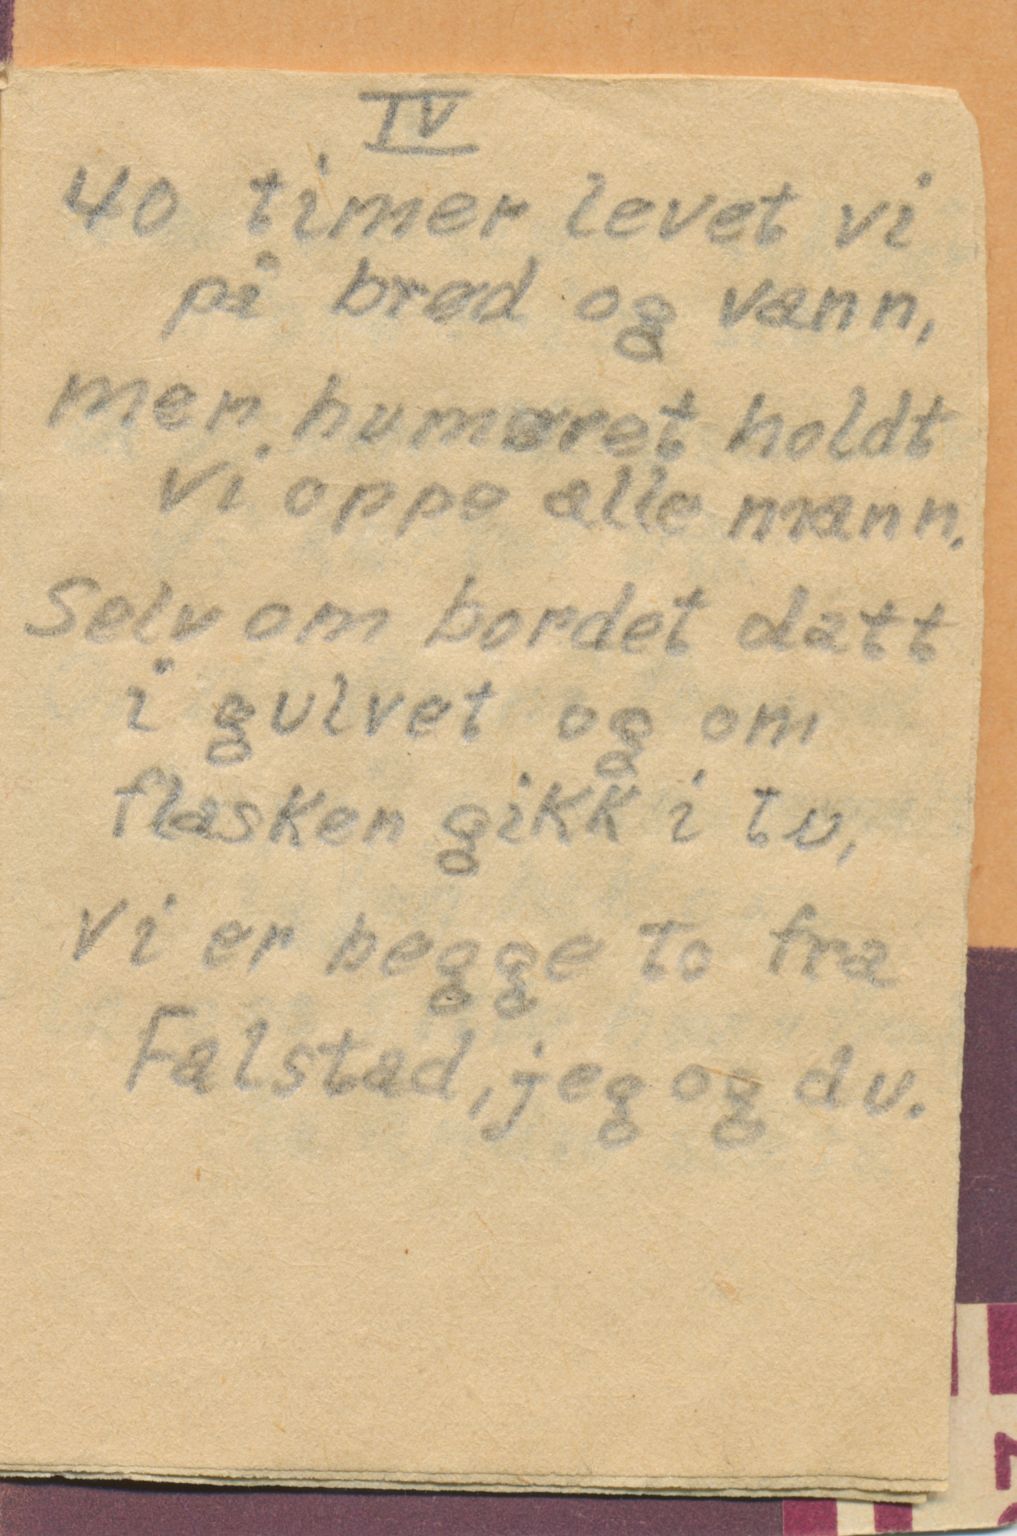 IV
40 timer levet vi
på brød og vann,
men humøret holdt
vi oppe alle mann.
Selv om bordet datt
i gulvet og om
flasken gikk i tu,
vi er begge to fra
Falstad, jeg og du.